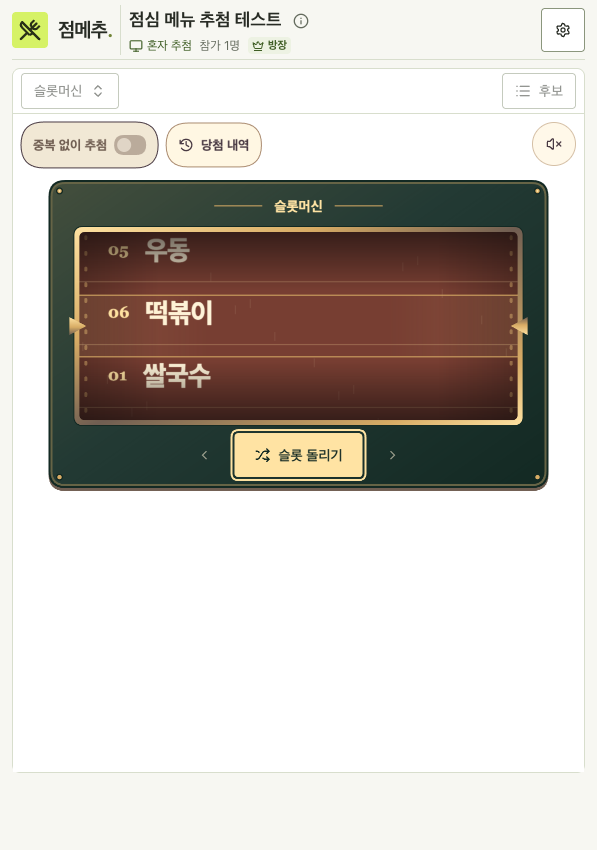 점메추.
점심 메뉴 추첨 테스트
혼자 추첨 참가 1명 방장
슬롯머신
후보
중복 없이 추첨
당첨 내역
슬롯머신
05 우동
06 떡볶이
01 쌀국수
슬롯 돌리기